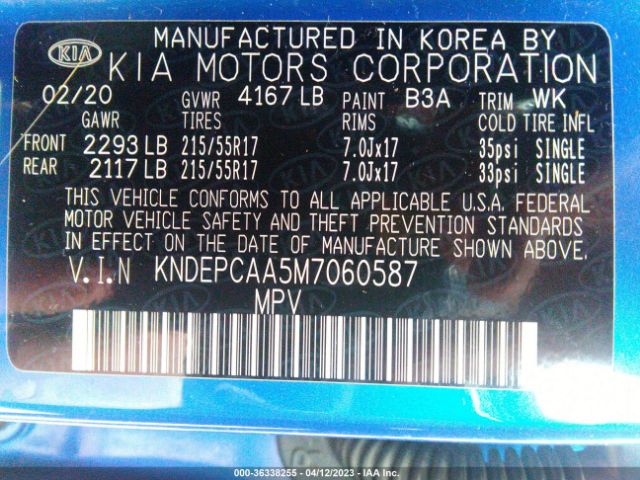 MANUFACTURED IN KOREA BY
KIA KIA MOTORS CORPORATION
02/20 GVWR 4167 LB PAINT B3A TRIM WK
GAWR TIRES RIMS COLD TIRE INFL
FRONT 2293 LB 215/55R17 7.0Jx17 35psi SINGLE
REAR 2117 LB 215/55R17 7.0Jx17 33psi SINGLE
THIS VEHICLE CONFORMS TO ALL APPLICABLE U.S.A. FEDERAL
MOTOR VEHICLE SAFETY AND THEFT PREVENTION STANDARDS
IN EFFECT ON THE DATE OF MANUFACTURE SHOWN ABOVE.
V.I.N KNDEPCAA5M7060587
MPV
000-36338255 - 04/12/2023 - IAA Inc.